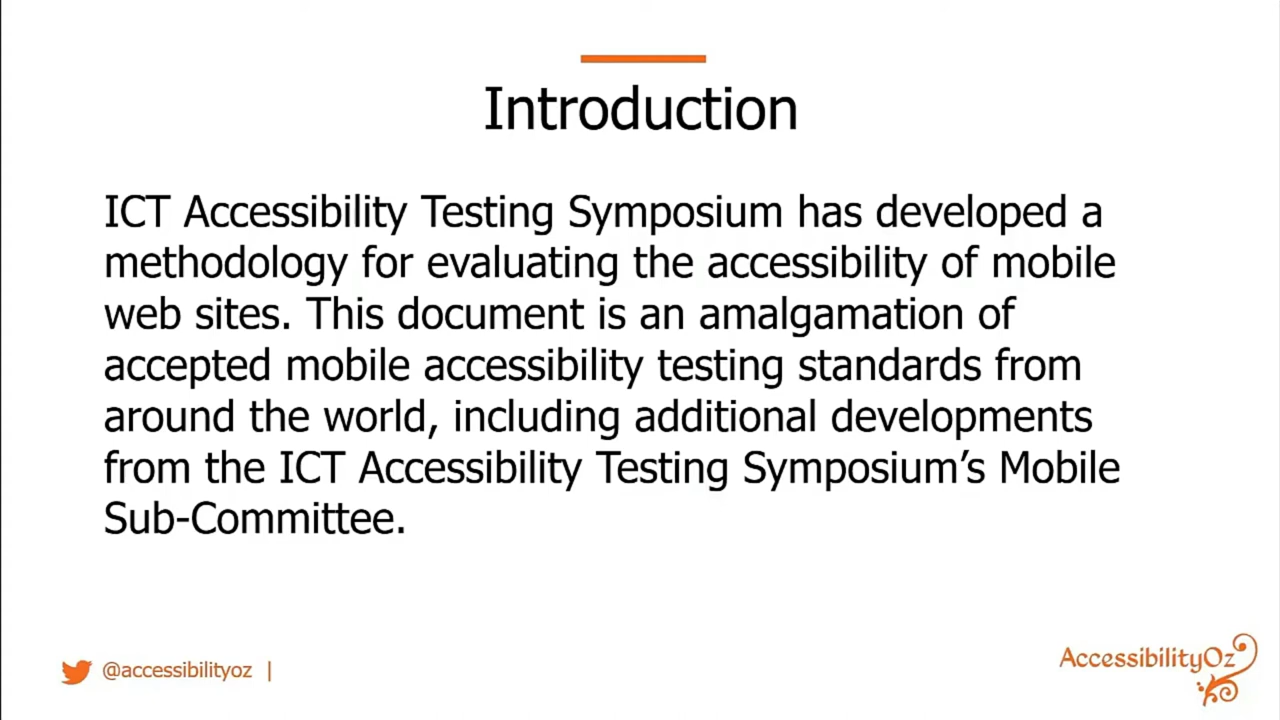 Introduction
ICT Accessibility Testing Symposium has developed a
methodology for evaluating the accessibility of mobile
web sites. This document is an amalgamation of
accepted mobile accessibility testing standards from
around the world, including additional developments
from the ICT Accessibility Testing Symposium’s Mobile
Sub-Committee.
@accessibilityoz |
AccessibilityOz